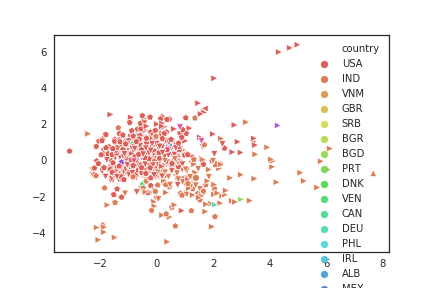 country
USA
IND
VNM
GBR
SRB
BGR
BGD
PRT
DNK
VEN
CAN
DEU
PHL
IRL
ALB
MEX
6
4
2
0
−2
−4
−2 0 2 4 6 8